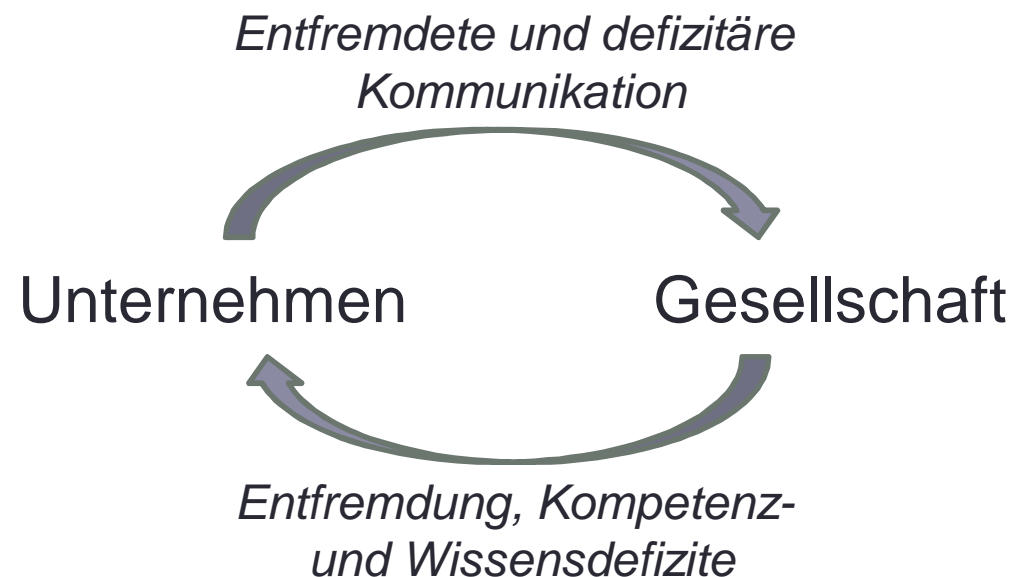 Entfremdete und defizitäre
Kommunikation
Unternehmen
Gesellschaft
Entfremdung, Kompetenz-
und Wissensdefizite